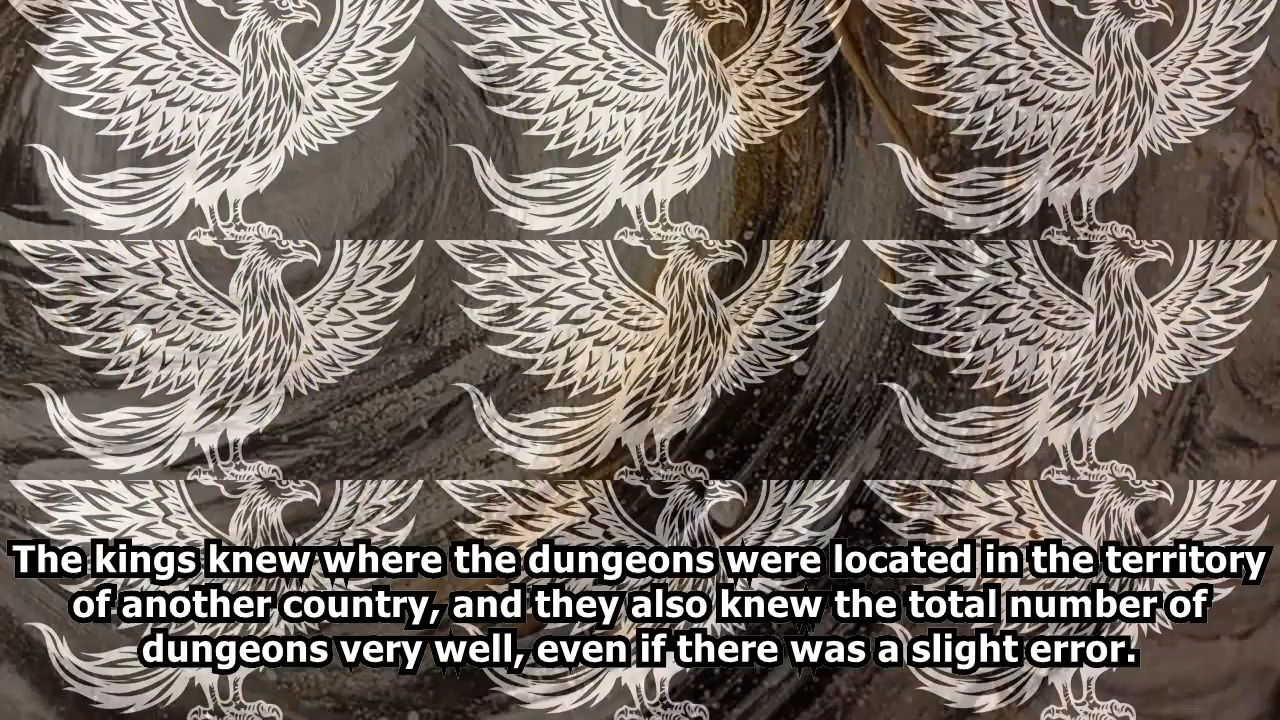 The kings knew where the dungeons were located in the territory
of another country, and they also knew the total number of
dungeons very well, even if there was a slight error.